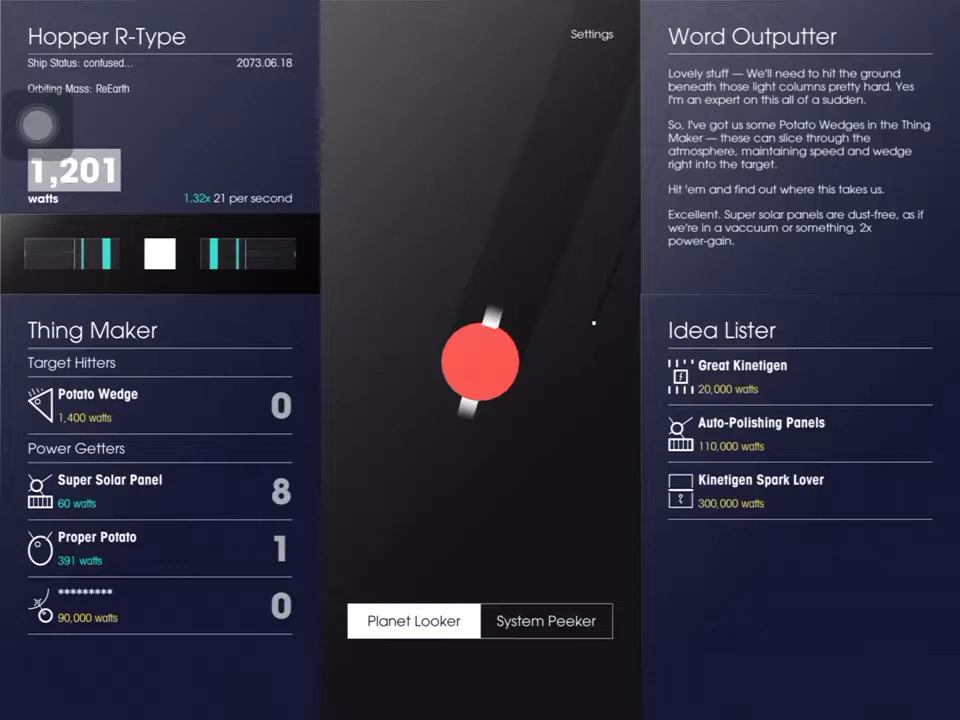 Hopper R-Type
Ship Status: confused...
2073.06.18
Orbiting Mass: ReEarth
1,201
watts
1.32x 21 per second
Thing Maker
Target Hitters
Potato Wedge
1,400 watts
0
Power Getters
Super Solar Panel
60 watts
8
Proper Potato
391 watts
1
*********
90,000 watts
0
Settings
Planet Looker
System Peeker
Word Outputter
Lovely stuff — We'll need to hit the ground
beneath those light columns pretty hard. Yes
I'm an expert on this all of a sudden.
So, I've got us some Potato Wedges in the Thing
Maker — these can slice through the
atmosphere, maintaining speed and wedge
right into the target.
Hit 'em and find out where this takes us.
Excellent. Super solar panels are dust-free, as if
we're in a vaccuum or something. 2x
power-gain.
Idea Lister
Great Kinetigen
20,000 watts
Auto-Polishing Panels
110,000 watts
Kinetigen Spark Lover
300,000 watts